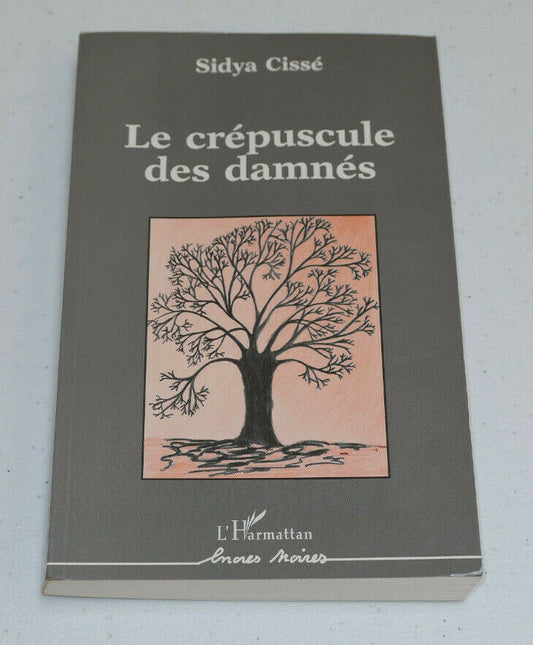 Sidya Cissé
Le crépuscule
des damnés
L'Harmattan
Encres Noires